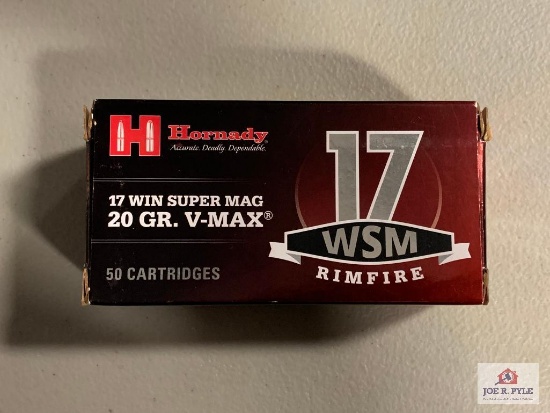 Hornady
Accurate. Deadly. Dependable.
17 WIN SUPER MAG
20 GR. V-MAX®
50 CARTRIDGES
17
WSM
RIMFIRE
JOE R. PYLE